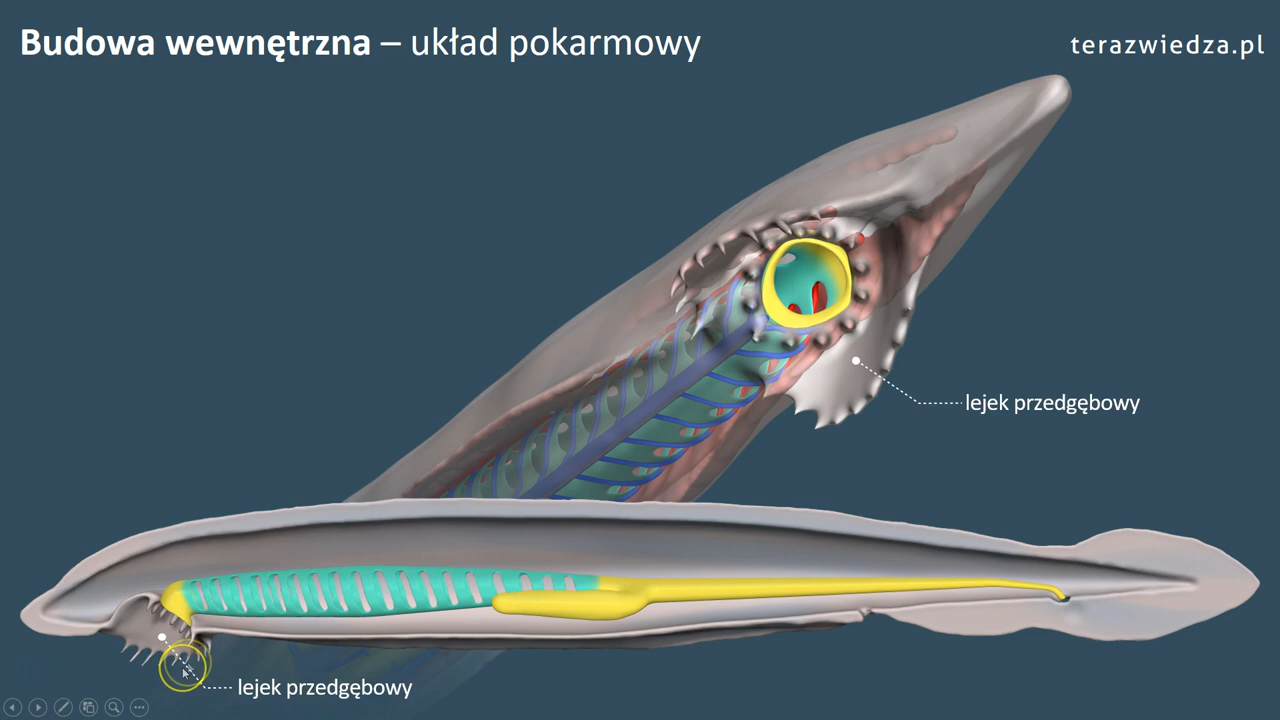 Budowa wewnętrzna – układ pokarmowy
terazwiedza.pl
lejek przedgębowy
lejek przedgębowy